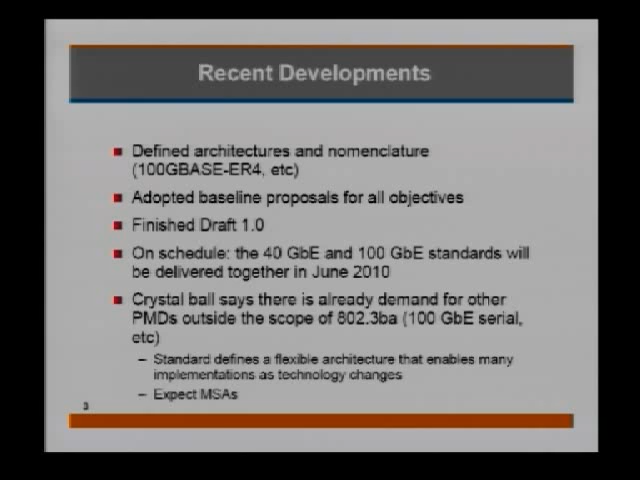 Recent Developments
Defined architectures and nomenclature
(100GBASE-ER4, etc)
Adopted baseline proposals for all objectives
Finished Draft 1.0
On schedule: the 40 GbE and 100 GbE standards will
be delivered together in June 2010
Crystal ball says there is already demand for other
PMDs outside the scope of 802.3ba (100 GbE serial,
etc)
– Standard defines a flexible architecture that enables many
implementations as technology changes
– Expect MSAs
3